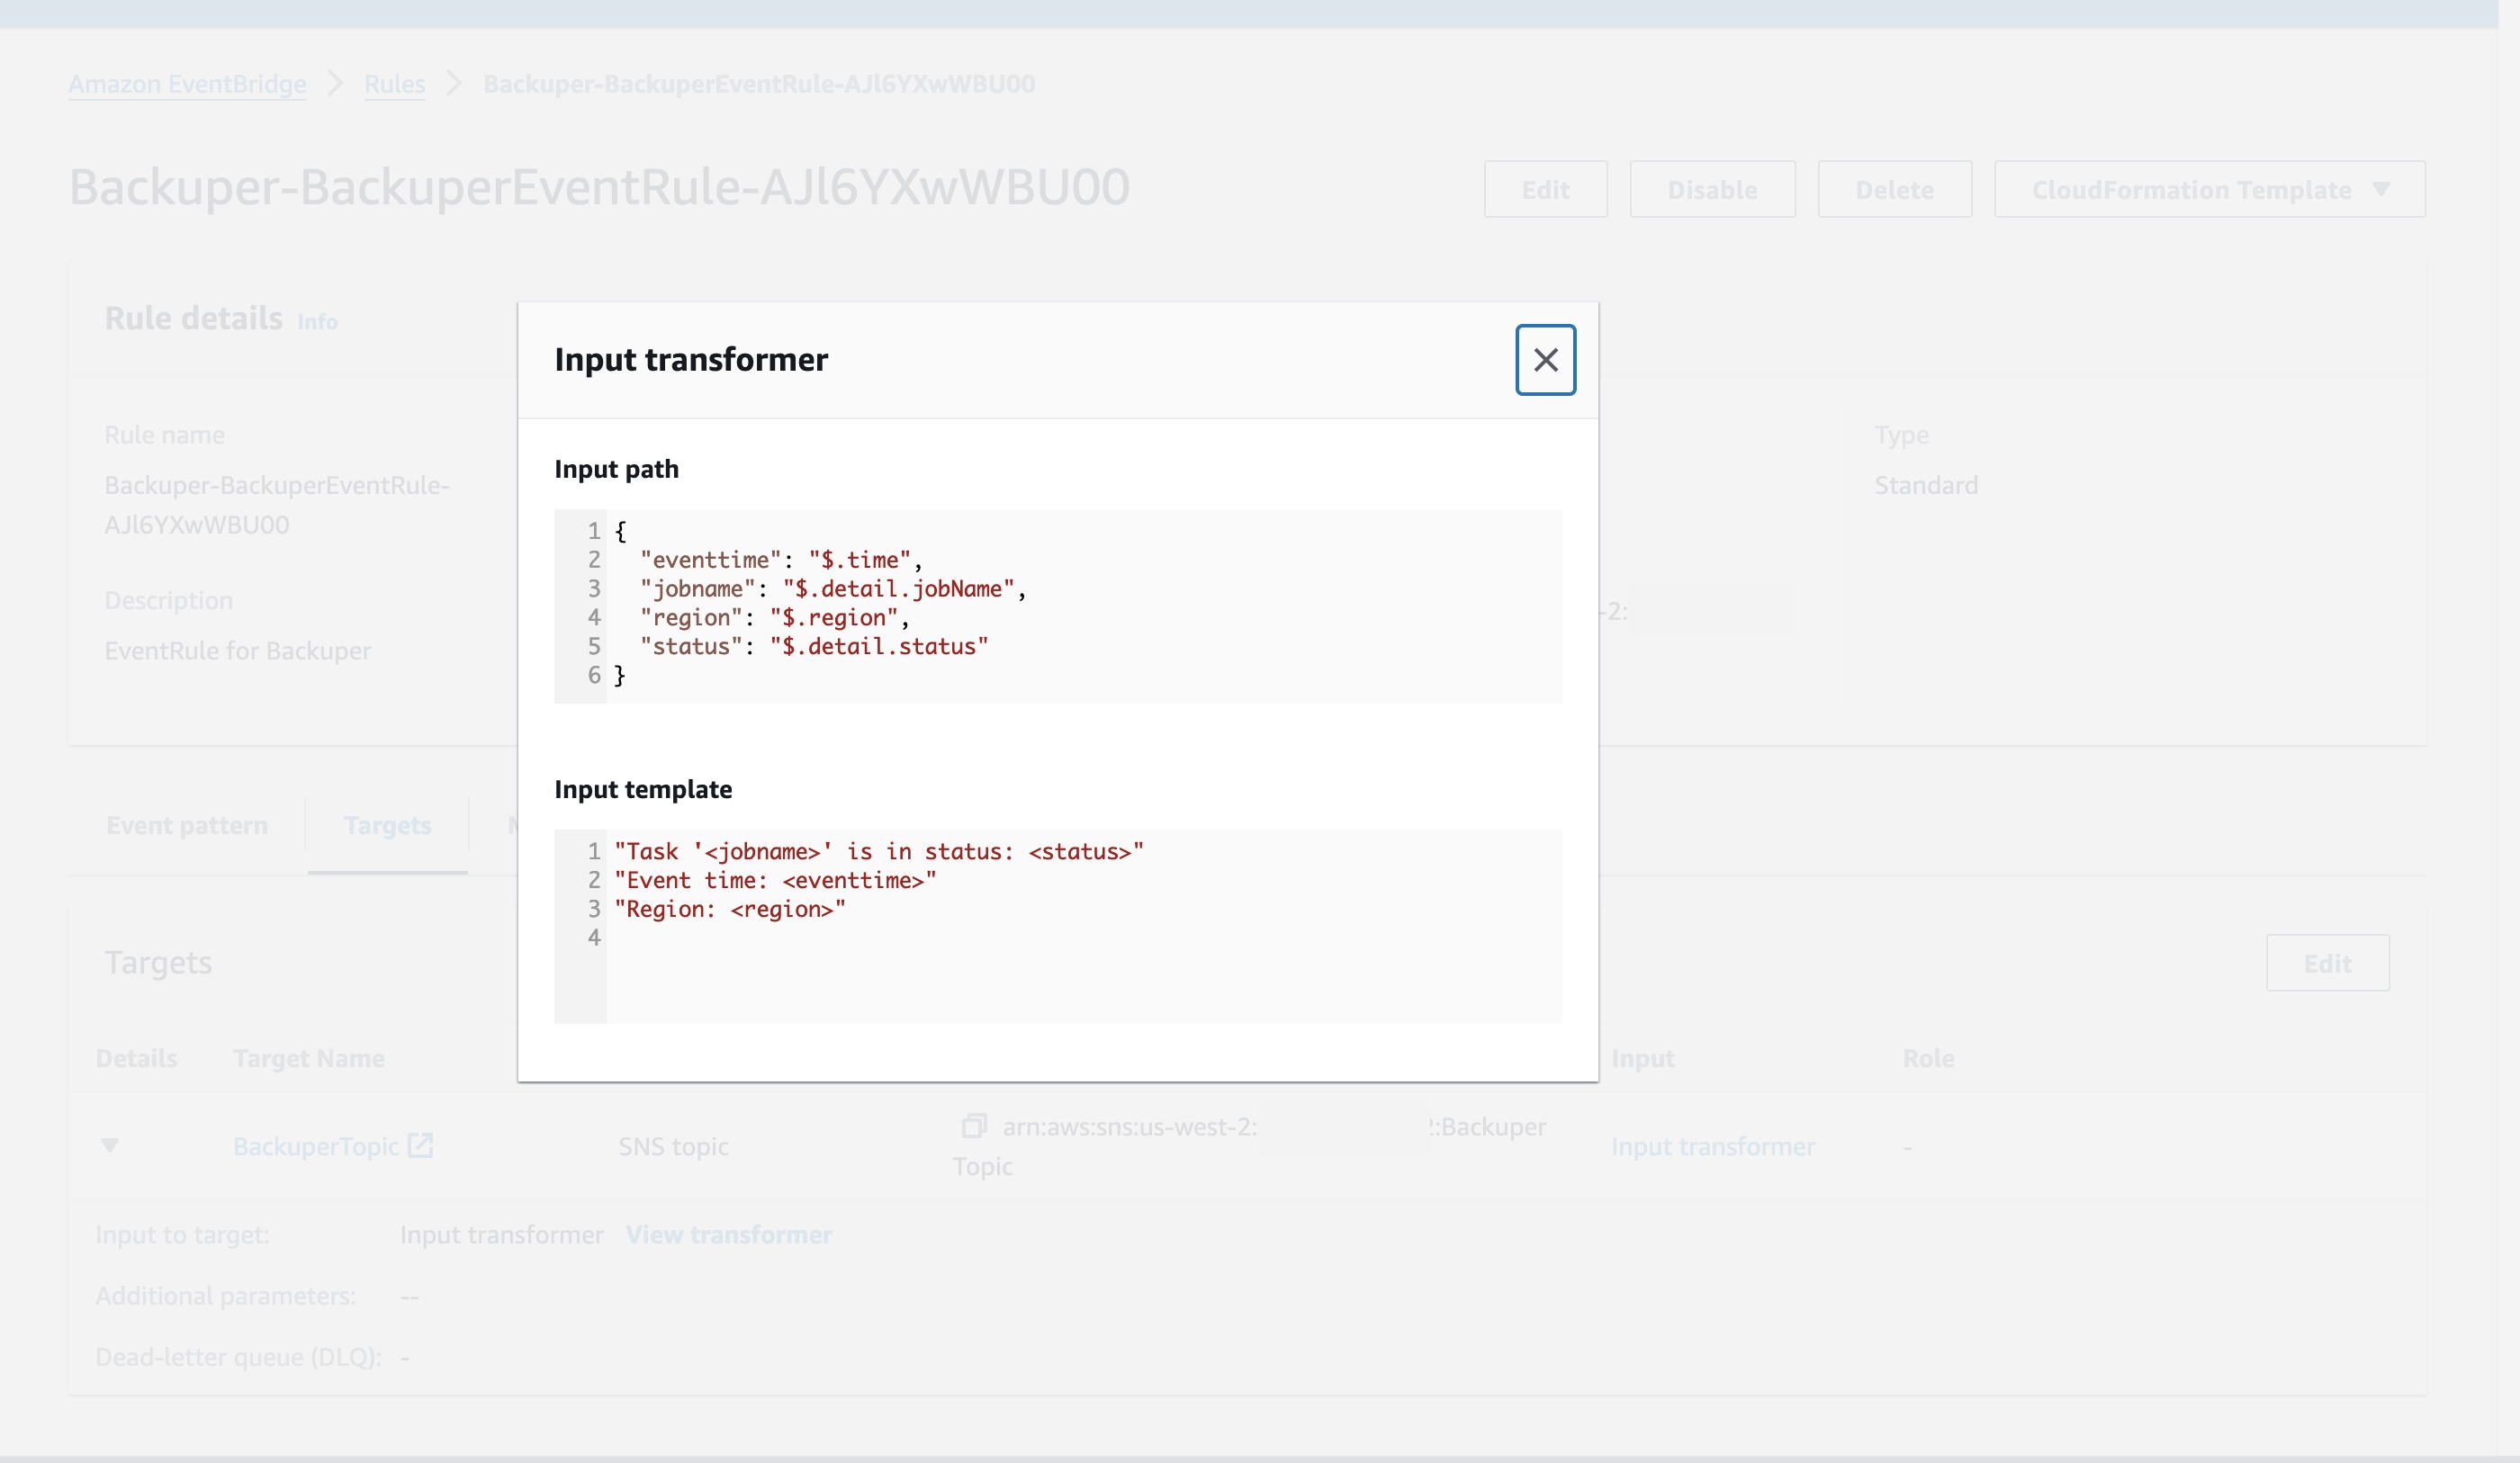 Amazon EventBridge > Rules > Backuper-BackuperEventRule-AJl6YXwWBU00
Backuper-BackuperEventRule-AJl6YXwWBU00
Edit
Disable
Delete
CloudFormation Template
Rule details Info
Rule name
Backuper-BackuperEventRule-
AJl6YXwWBU00
Description
EventRule for Backuper
Type
Standard
-2:
Input transformer
Input path
1 {
2   "eventtime": "$.time",
3   "jobname": "$.detail.jobName",
4   "region": "$.region",
5   "status": "$.detail.status"
6 }
Input template
1 "Task '<jobname>' is in status: <status>"
2 "Event time: <eventtime>"
3 "Region: <region>"
4
Event pattern
Targets
Targets
Edit
Details Target Name Input Role
BackuperTopic SNS topic arn:aws:sns:us-west-2: :Backuper Input transformer -
Topic
Input to target: Input transformer View transformer
Additional parameters: --
Dead-letter queue (DLQ): -